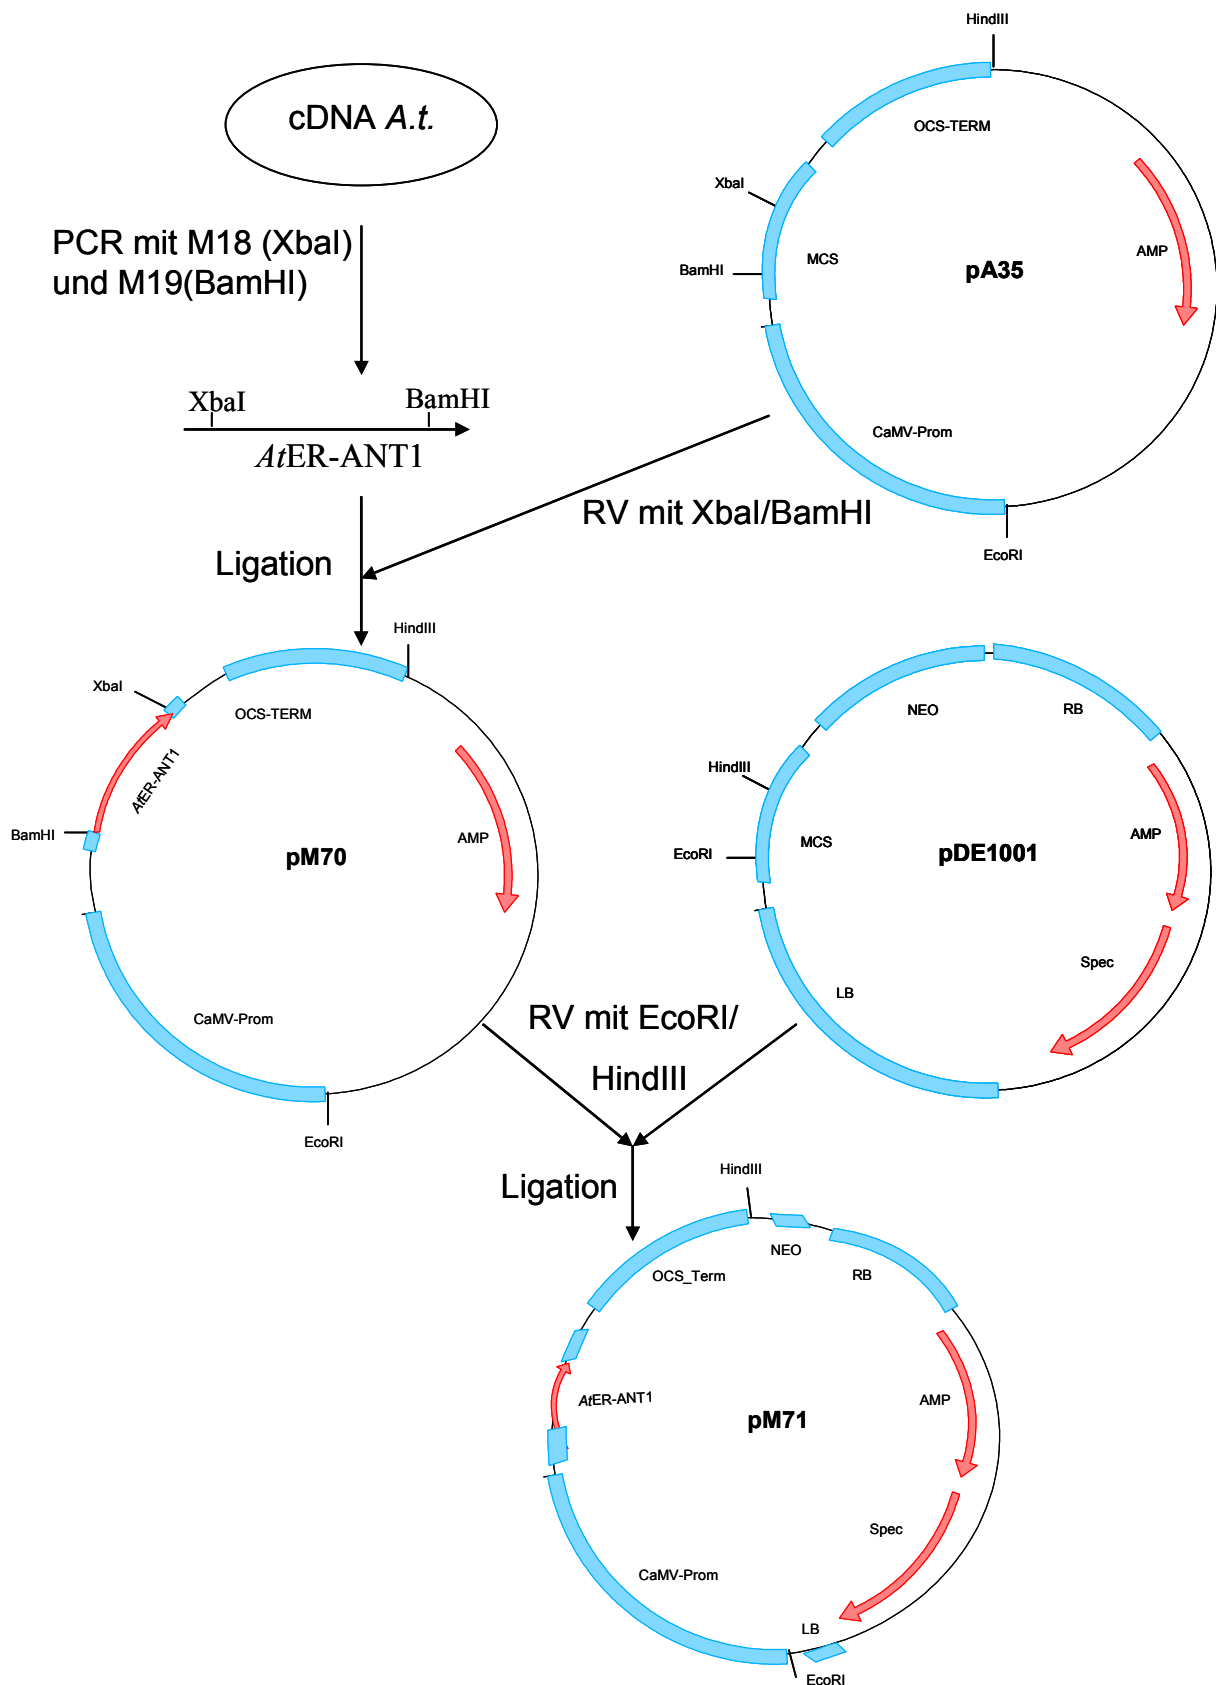 cDNA A.t.
PCR mit M18 (XbaI)
und M19(BamHI)
XbaI
BamHI
AtER-ANT1
Ligation
HindIII
OCS-TERM
XbaI
MCS
BamHI
AMP
pA35
CaMV-Prom
EcoRI
RV mit XbaI/BamHI
HindIII
XbaI
OCS-TERM
AtER-ANT1
BamHI
AMP
pM70
CaMV-Prom
EcoRI
NEO
RB
HindIII
MCS
EcoRI
AMP
pDE1001
Spec
LB
RV mit EcoRI/
HindIII
Ligation
HindIII
NEO
OCS_Term
RB
AtER-ANT1
AMP
pM71
Spec
CaMV-Prom
LB
EcoRI